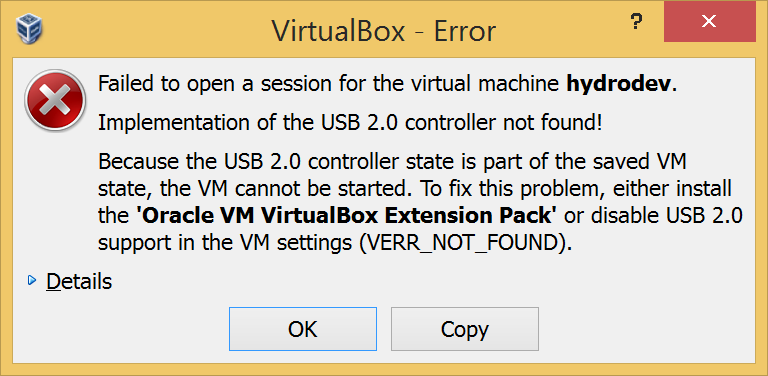 VirtualBox - Error
?
Failed to open a session for the virtual machine hydrodev.
Implementation of the USB 2.0 controller not found!
Because the USB 2.0 controller state is part of the saved VM
state, the VM cannot be started. To fix this problem, either install
the 'Oracle VM VirtualBox Extension Pack' or disable USB 2.0
support in the VM settings (VERR_NOT_FOUND).
Details
OK Copy